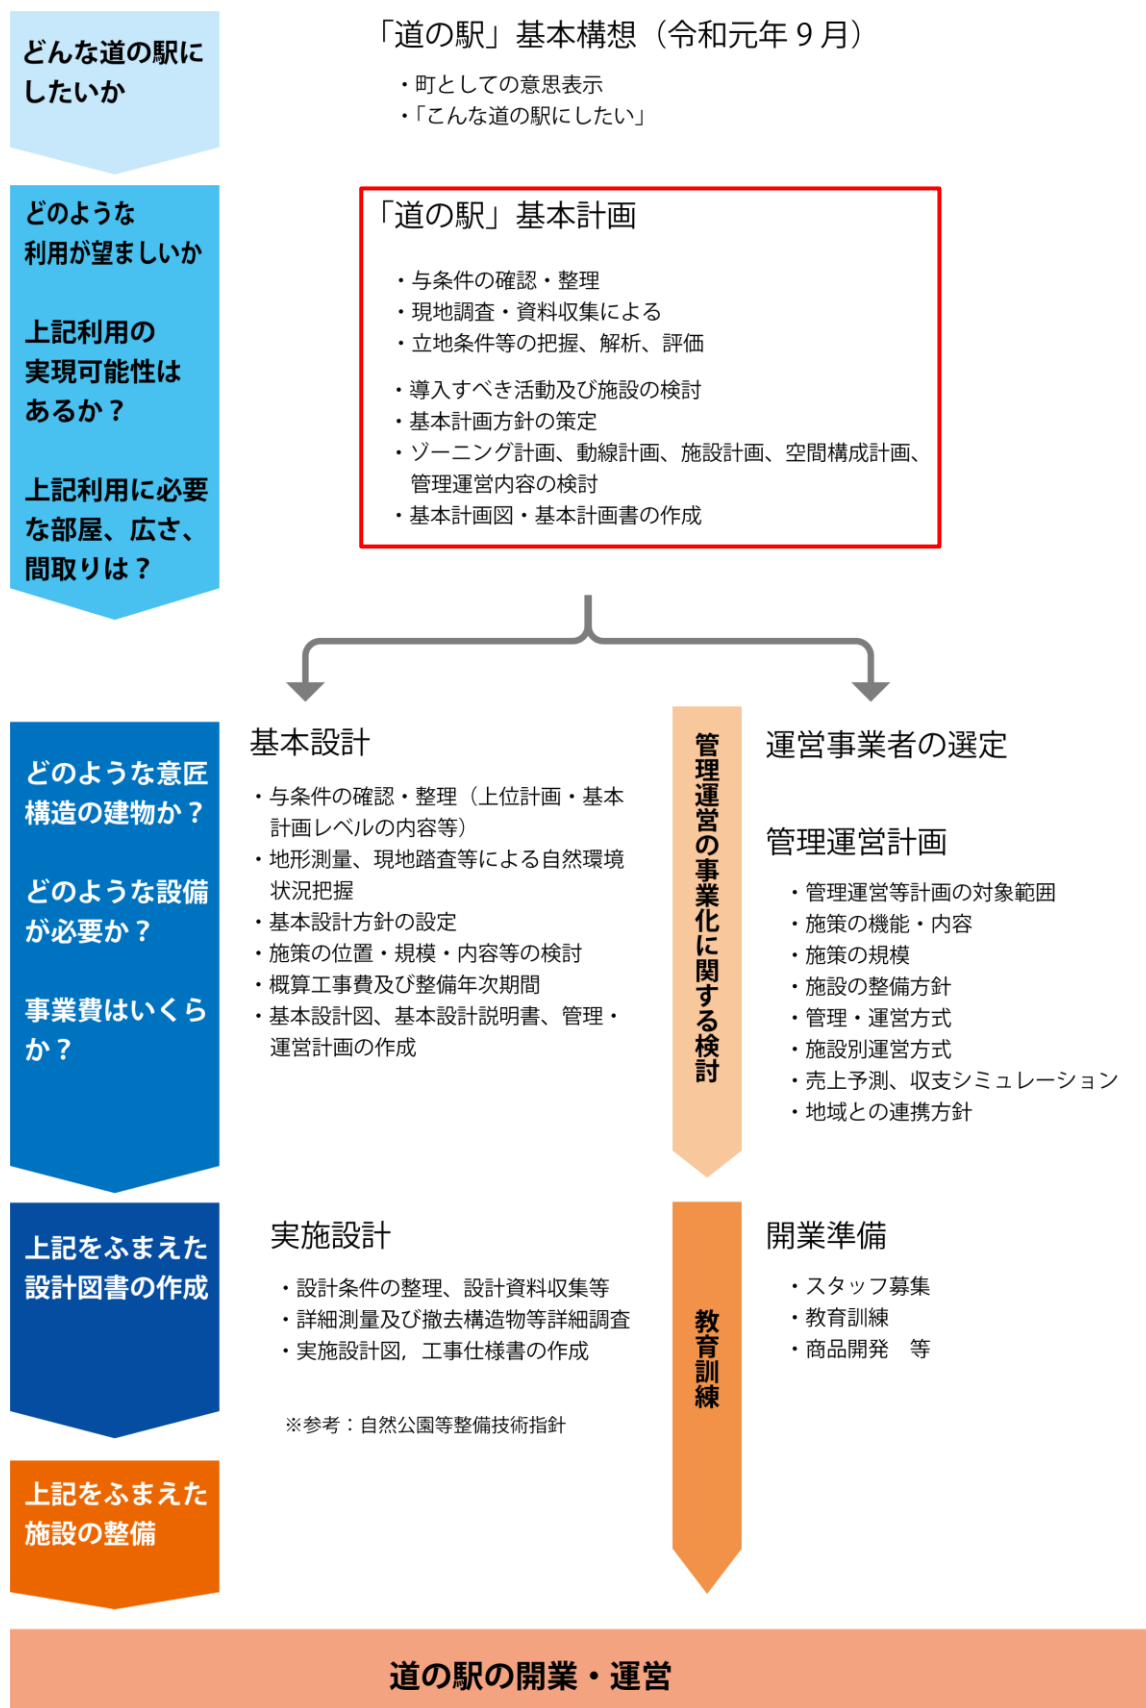 どんな道の駅に
したいか
「道の駅」基本構想（令和元年９月）
・町としての意思表示
・「こんな道の駅にしたい」
どのような
利用が望ましいか
上記利用の
実現可能性は
あるか？
上記利用に必要
な部屋、広さ、
間取りは？
「道の駅」基本計画
・与条件の確認・整理
・現地調査・資料収集による
・立地条件等の把握、解析、評価
・導入すべき活動及び施設の検討
・基本計画方針の策定
・ゾーニング計画、動線計画、施設計画、空間構成計画、
管理運営内容の検討
・基本計画図・基本計画書の作成
どのような意匠
構造の建物か？
どのような設備
が必要か？
事業費はいくら
か？
基本設計
・与条件の確認・整理（上位計画・基本
計画レベルの内容等）
・地形測量、現地踏査等による自然環境
状況把握
・基本設計方針の設定
・施策の位置・規模・内容等の検討
・概算工事費及び整備年次期間
・基本設計図、基本設計説明書、管理・
運営計画の作成
管理運営の事業化に関する検討
運営事業者の選定
管理運営計画
・管理運営等計画の対象範囲
・施策の機能・内容
・施策の規模
・施設の整備方針
・管理・運営方式
・施設別運営方式
・売上予測、収支シミュレーション
・地域との連携方針
上記をふまえた
設計図書の作成
実施設計
・設計条件の整理、設計資料収集等
・詳細測量及び撤去構造物等詳細調査
・実施設計図，工事仕様書の作成
※参考：自然公園等整備技術指針
教育訓練
開業準備
・スタッフ募集
・教育訓練
・商品開発　等
上記をふまえた
施設の整備
道の駅の開業・運営